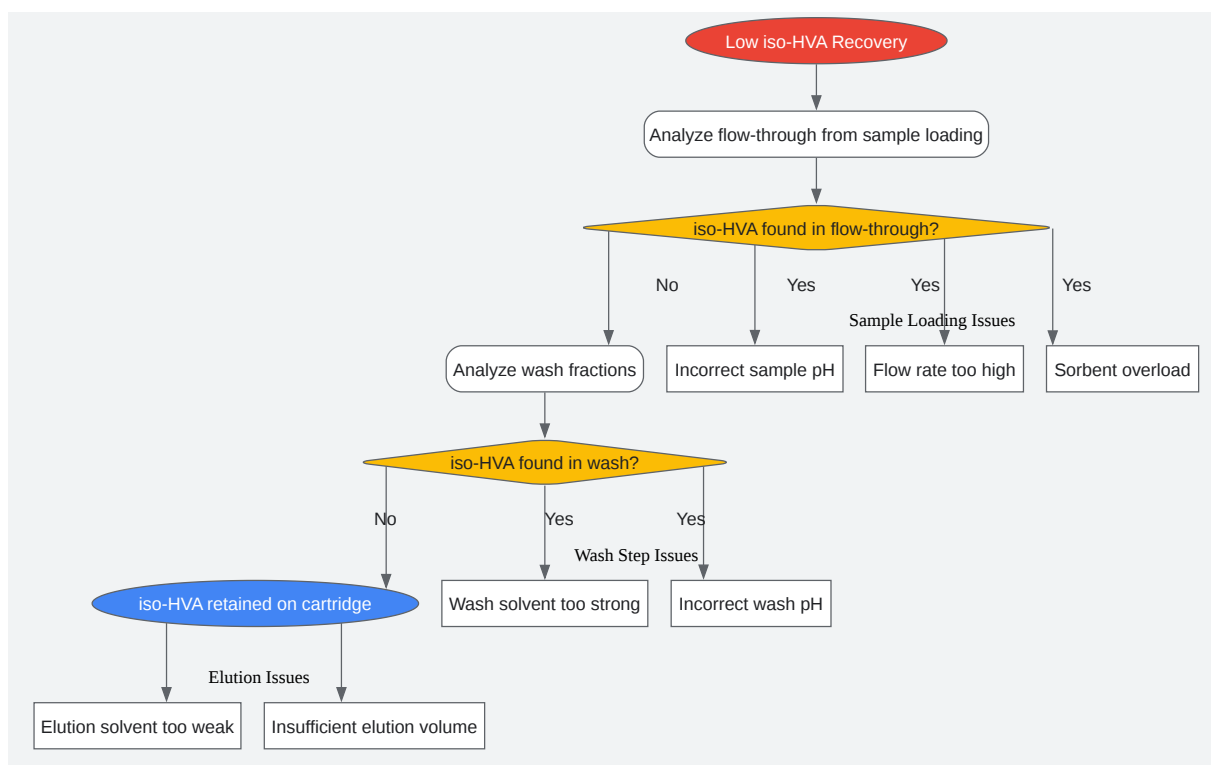 Low iso-HVA Recovery
Analyze flow-through from sample loading
iso-HVA found in flow-through?
No
Yes
Yes
Yes
Sample Loading Issues
Analyze wash fractions
Incorrect sample pH
Flow rate too high
Sorbent overload
iso-HVA found in wash?
No
Yes
Yes
Wash Step Issues
iso-HVA retained on cartridge
Wash solvent too strong
Incorrect wash pH
Elution Issues
Elution solvent too weak
Insufficient elution volume